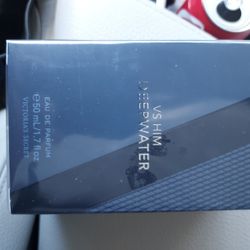 VS HIM
DEEPWATER
EAU DE PARFUM
℮ 50 mL/1.7 fl oz
VICTORIA'S SECRET